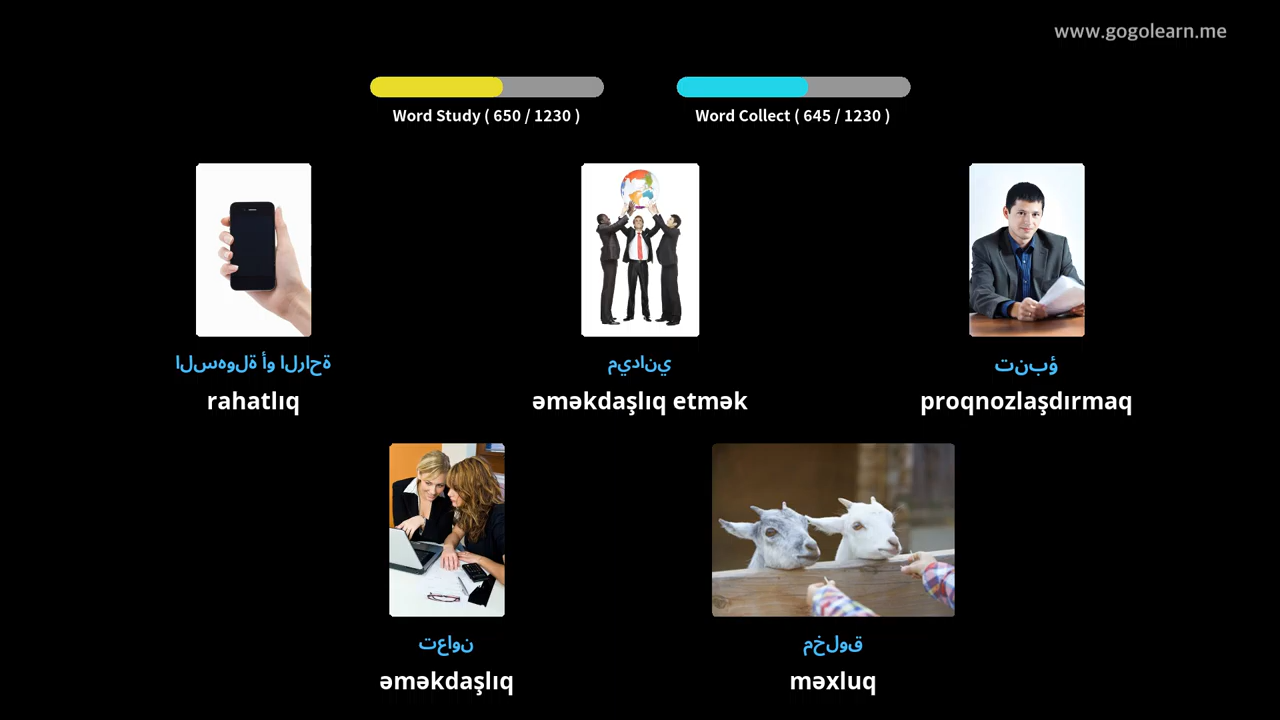 www.gogolearn.me
Word Study ( 650 / 1230 )
Word Collect ( 645 / 1230 )
السهولة أو الراحة
rahatlıq
ميداني
əməkdaşlıq etmək
تنبؤ
proqnozlaşdırmaq
تعاون
əməkdaşlıq
مخلوق
məxluq